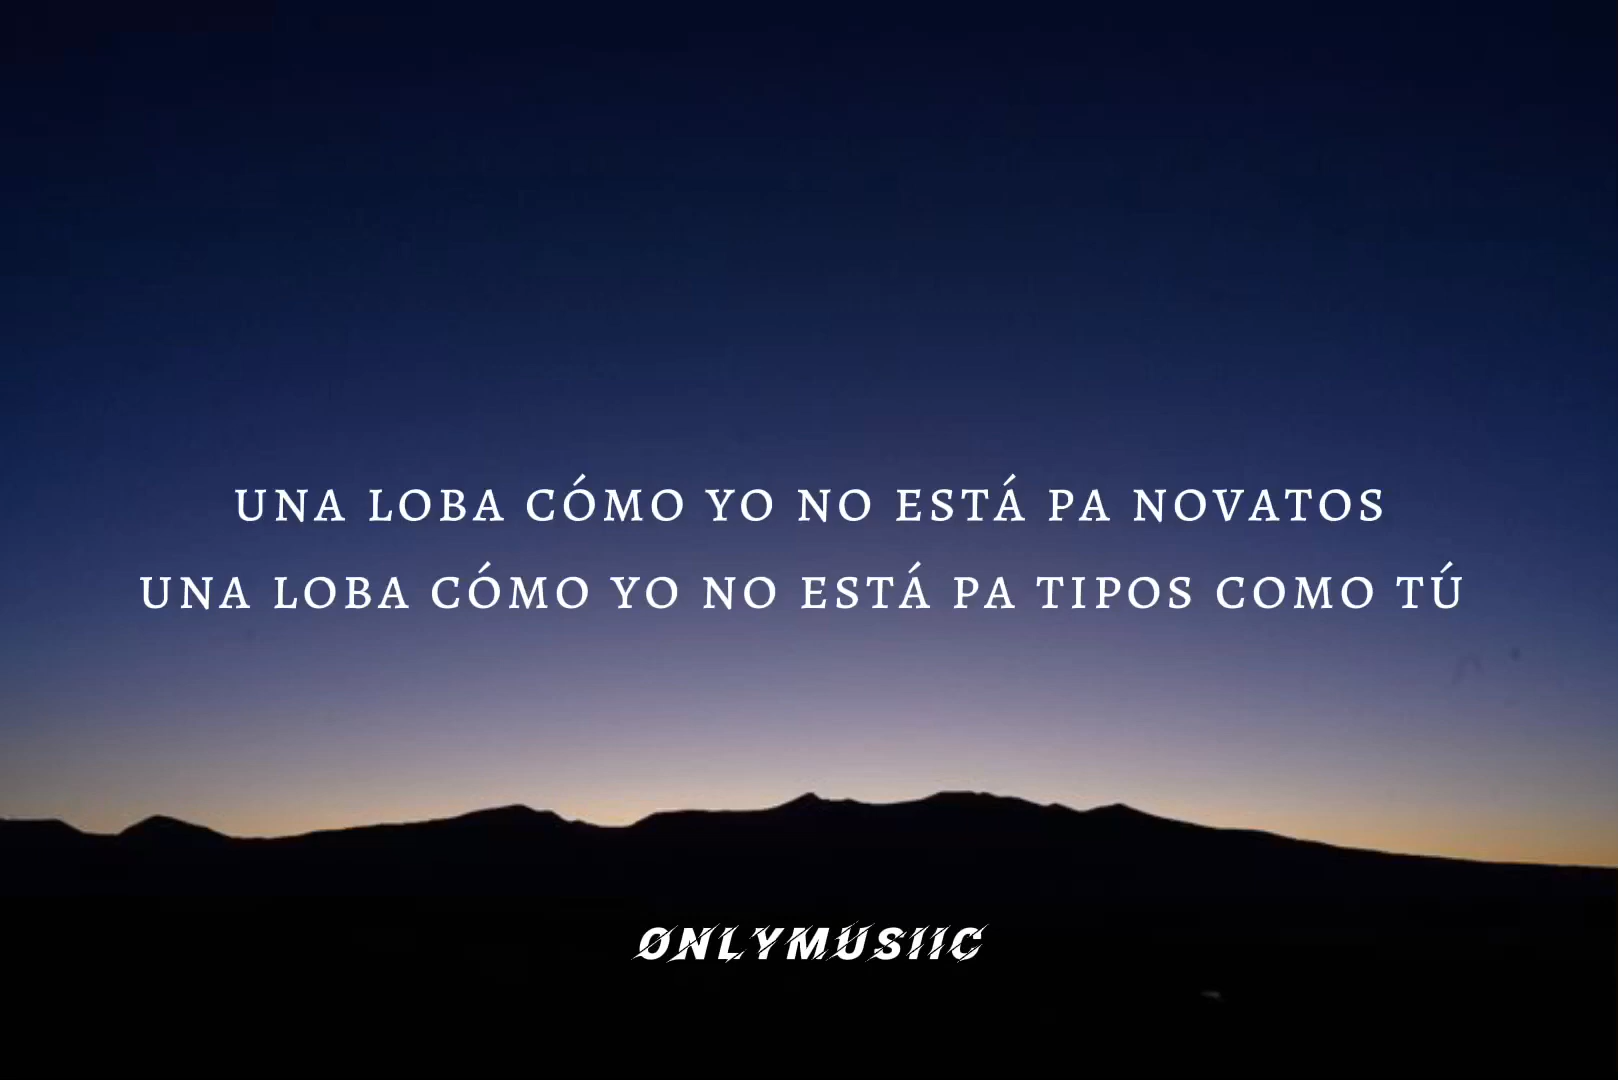 UNA LOBA CÓMO YO NO ESTÁ PA NOVATOS
UNA LOBA CÓMO YO NO ESTÁ PA TIPOS COMO TÚ
ONLYMUSIIC